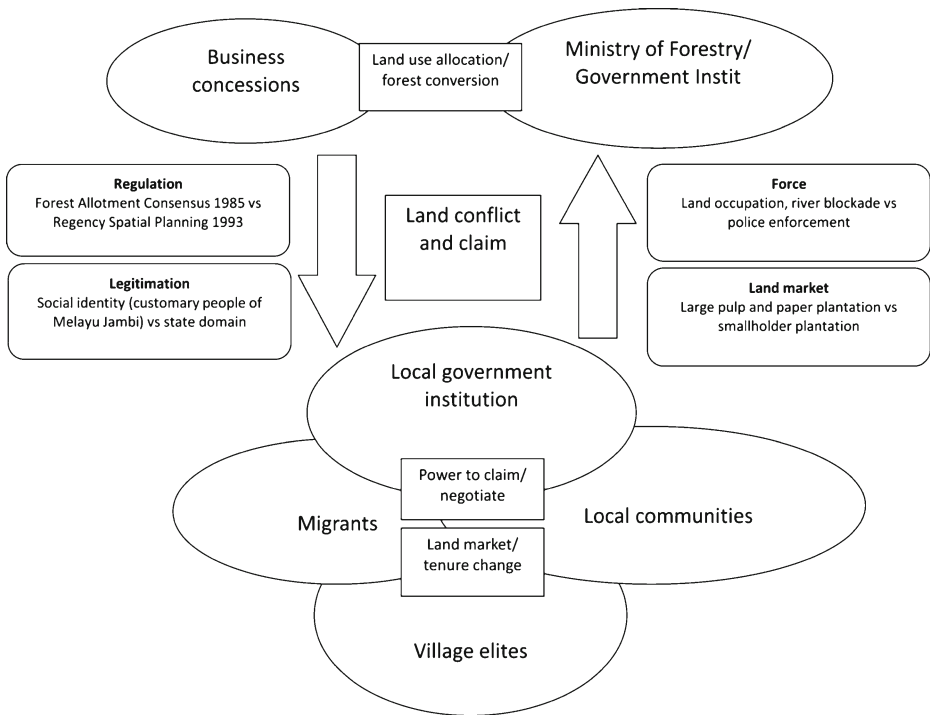 Business
concessions
Land use allocation/
forest conversion
Ministry of Forestry/
Government Instit
Regulation
Forest Allotment Consensus 1985 vs
Regency Spatial Planning 1993
Legitimation
Social identity (customary people of
Melayu Jambi) vs state domain
Land conflict
and claim
Force
Land occupation, river blockade vs
police enforcement
Land market
Large pulp and paper plantation vs
smallholder plantation
Local government
institution
Power to claim/
negotiate
Migrants
Local communities
Land market/
tenure change
Village elites